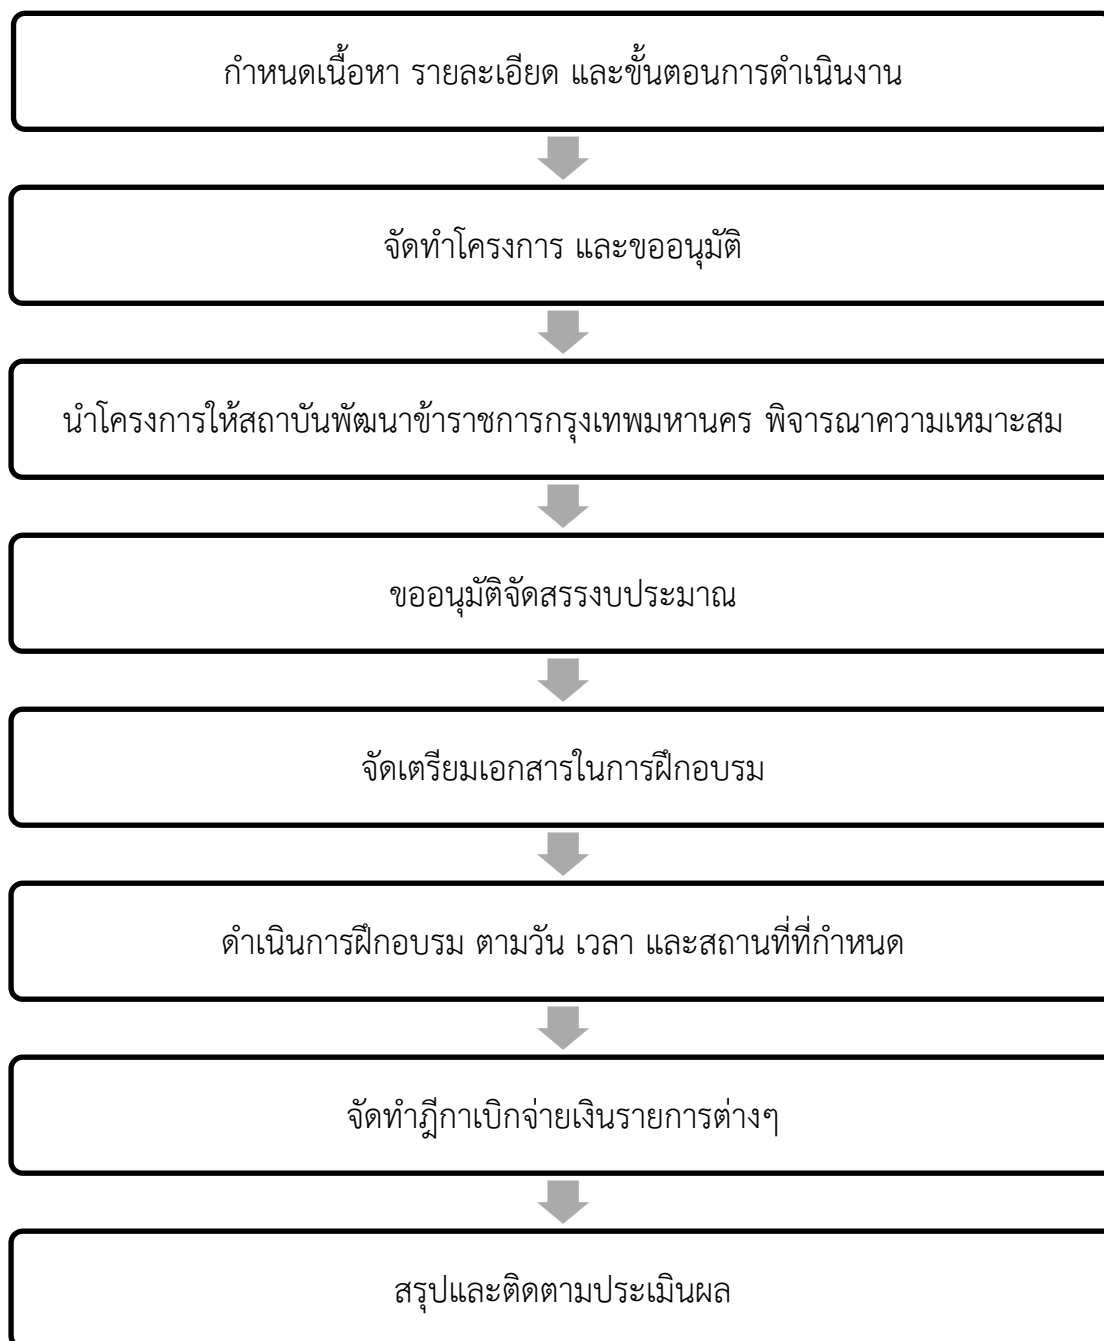 กำหนดเนื้อหา รายละเอียด และขั้นตอนการดำเนินงาน
จัดทำโครงการ และขออนุมัติ
นำโครงการให้สถาบันพัฒนาข้าราชการกรุงเทพมหานคร พิจารณาความเหมาะสม
ขออนุมัติจัดสรรงบประมาณ
จัดเตรียมเอกสารในการฝึกอบรม
ดำเนินการฝึกอบรม ตามวัน เวลา และสถานที่ที่กำหนด
จัดทำฎีกาเบิกจ่ายเงินรายการต่างๆ
สรุปและติดตามประเมินผล